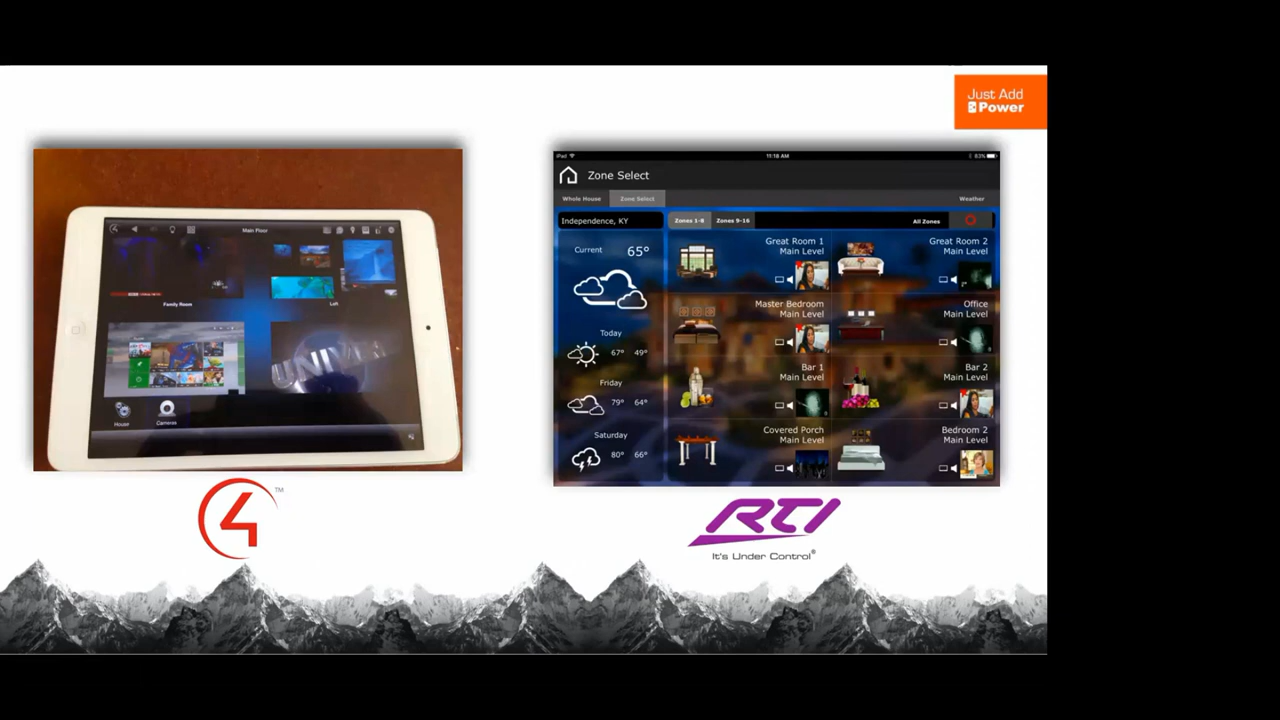 Just Add
Power
Main Floor
Family Room
Loft
House
Cameras
4
TM
iPad
11:18 AM
83%
Zone Select
Whole House
Zone Select
Weather
Independence, KY
Zones 1-8
Zones 9-16
All Zones
Current
65°
Today
67° 49°
Friday
79° 64°
Saturday
80° 66°
Great Room 1
Main Level
Great Room 2
Main Level
Master Bedroom
Main Level
Office
Main Level
Bar 1
Main Level
Bar 2
Main Level
Covered Porch
Main Level
Bedroom 2
Main Level
RTI
It's Under Control®